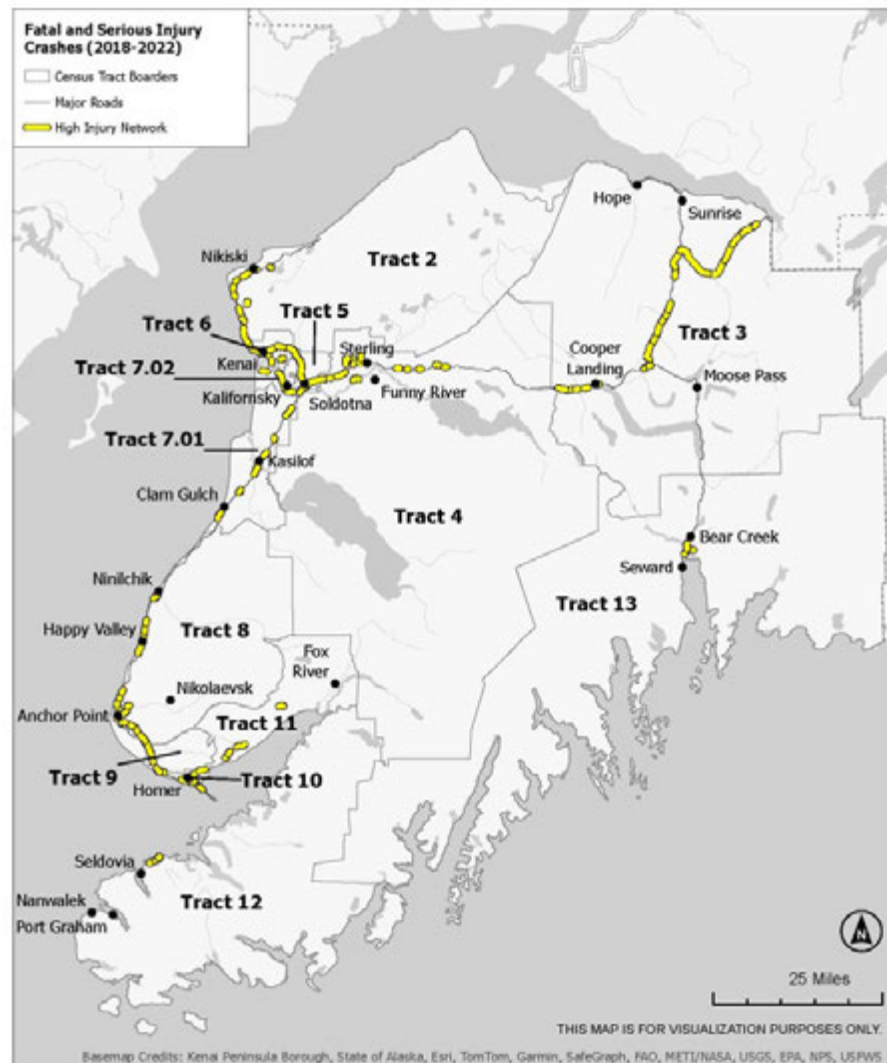 Fatal and Serious Injury
Crashes (2018-2022)
Census Tract Boarders
Major Roads
High Injury Network
Hope
Sunrise
Nikiski
Tract 2
Tract 5
Tract 3
Tract 6
Sterling
Kenai
Cooper
Landing
Tract 7.02
Moose Pass
Kalifornsky
Funny River
Soldotna
Tract 7.01
Kasilof
Clam Gulch
Tract 4
Bear Creek
Seward
Ninilchik
Tract 13
Tract 8
Happy Valley
Fox
River
Nikolaevsk
Anchor Point
Tract 11
Tract 9
Tract 10
Homer
Seldovia
Nanwalek
Tract 12
Port Graham
N
25 Miles
THIS MAP IS FOR VISUALIZATION PURPOSES ONLY.
Basemap Credits: Kenai Peninsula Borough, State of Alaska, Esri, TomTom, Garmin, SafeGraph, FAO, METI/NASA, USGS, EPA, NPS, USFWS